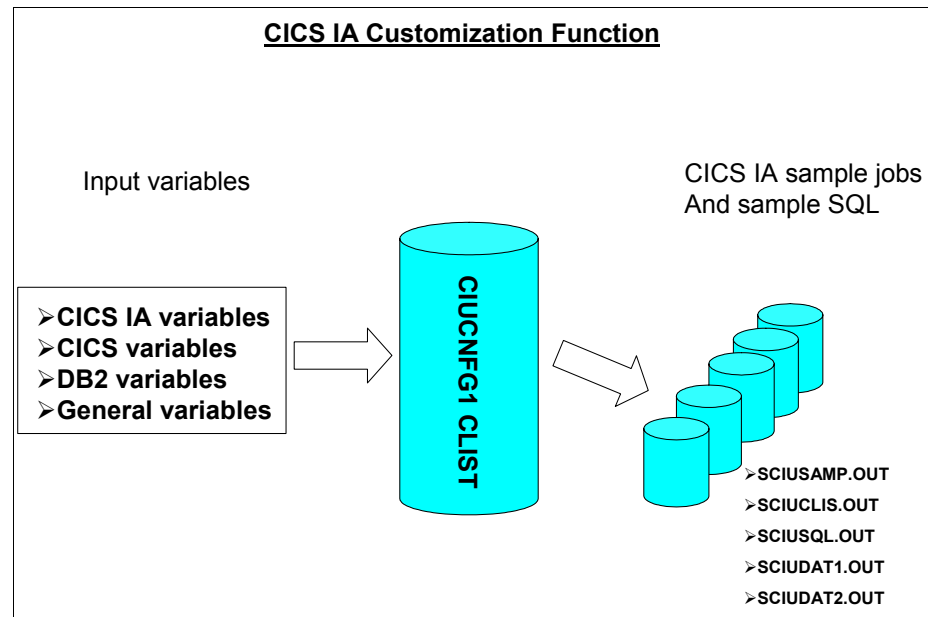 CICS IA Customization Function
Input variables
CICS IA sample jobs
And sample SQL
➢CICS IA variables
➢CICS variables
➢DB2 variables
➢General variables
CIUCNFG1 CLIST
➢SCIUSAMP.OUT
➢SCIUCLIS.OUT
➢SCIUSQL.OUT
➢SCIUDAT1.OUT
➢SCIUDAT2.OUT